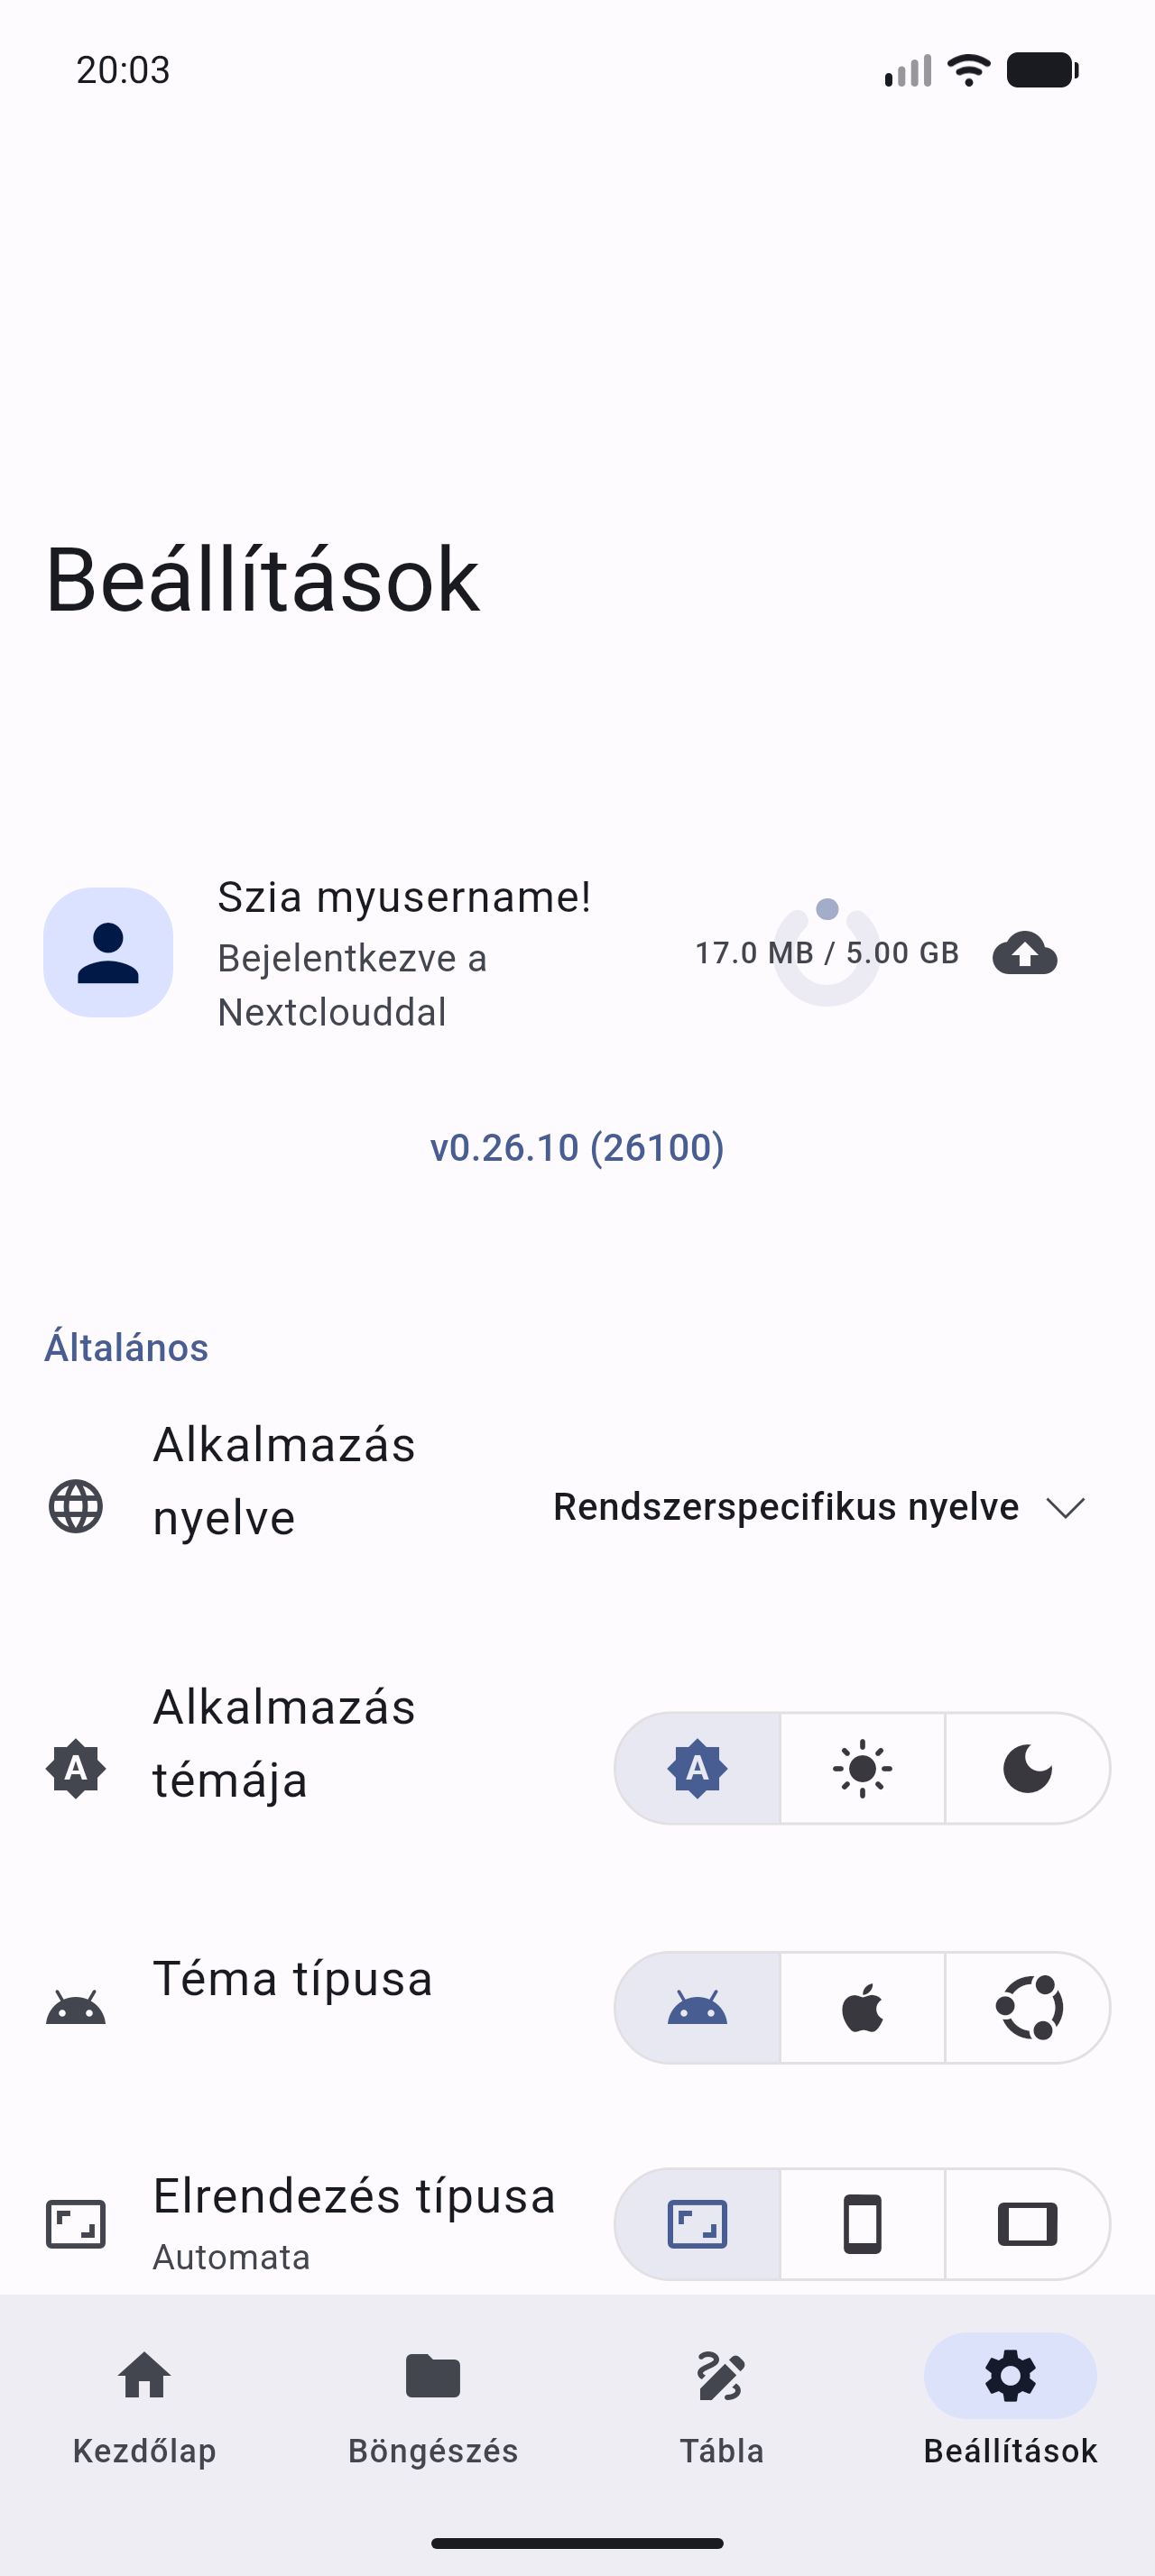 20:03
Beállítások
Szia myusername!
Bejelentkezve a
Nextclouddal
17.0 MB / 5.00 GB
v0.26.10 (26100)
Általános
Alkalmazás
nyelve
Rendszerspecifikus nyelve
Alkalmazás
témája
A
A
Téma típusa
Elrendezés típusa
Automata
Kezdőlap
Böngészés
Tábla
Beállítások